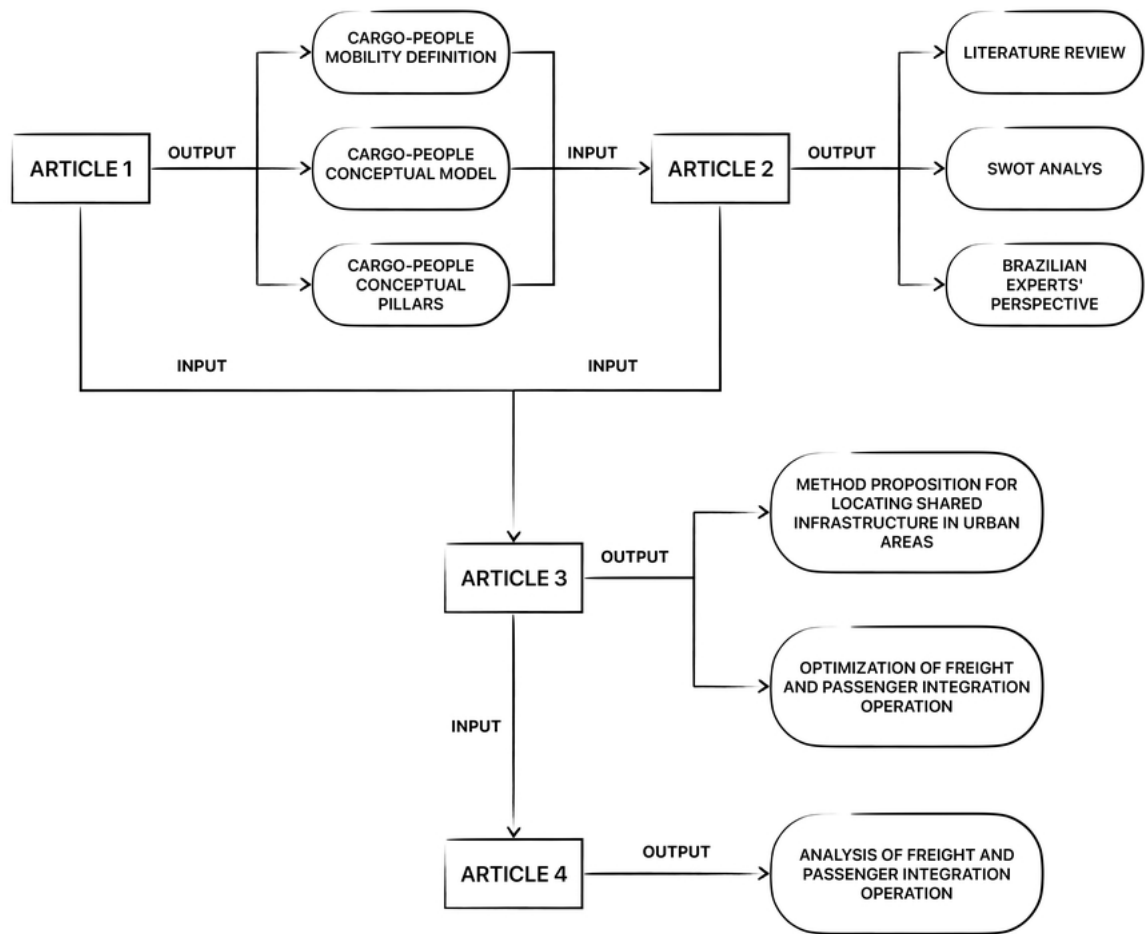 CARGO-PEOPLE
MOBILITY DEFINITION
LITERATURE REVIEW
ARTICLE 1
OUTPUT
CARGO-PEOPLE
CONCEPTUAL MODEL
INPUT
ARTICLE 2
OUTPUT
SWOT ANALYS
CARGO-PEOPLE
CONCEPTUAL
PILLARS
BRAZILIAN
EXPERTS'
PERSPECTIVE
INPUT
INPUT
METHOD PROPOSITION FOR
LOCATING SHARED
INFRASTRUCTURE IN URBAN
AREAS
ARTICLE 3
OUTPUT
OPTIMIZATION OF FREIGHT
AND PASSENGER INTEGRATION
OPERATION
INPUT
ARTICLE 4
OUTPUT
ANALYSIS OF FREIGHT AND
PASSENGER INTEGRATION
OPERATION